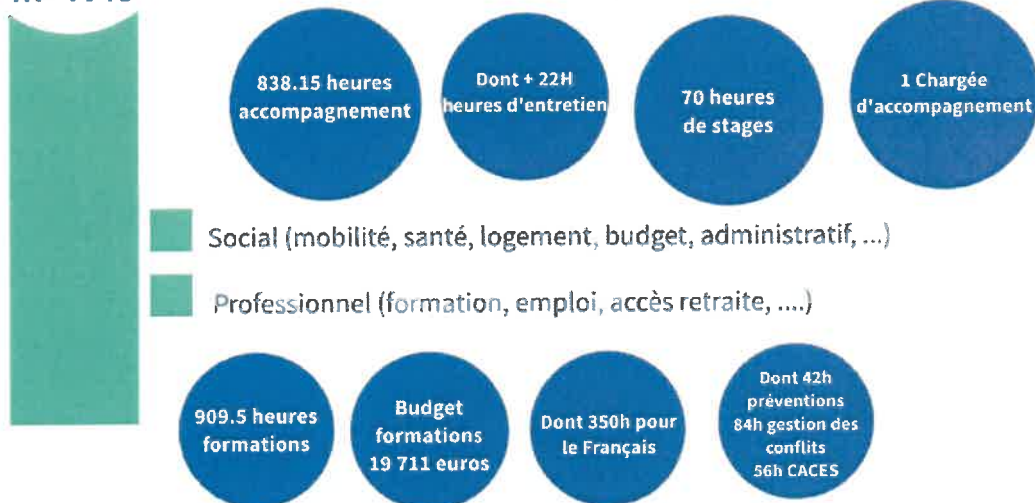 838.15 heures
accompagnement
Dont + 22H
heures d'entretien
70 heures
de stages
1 Chargée
d'accompagnement
Social (mobilité, santé, logement, budget, administratif, ...)
Professionnel (formation, emploi, accès retraite, ....)
909.5 heures
formations
Budget
formations
19 711 euros
Dont 350h pour
le Français
Dont 42h
préventions
84h gestion des
conflits
56h CACES